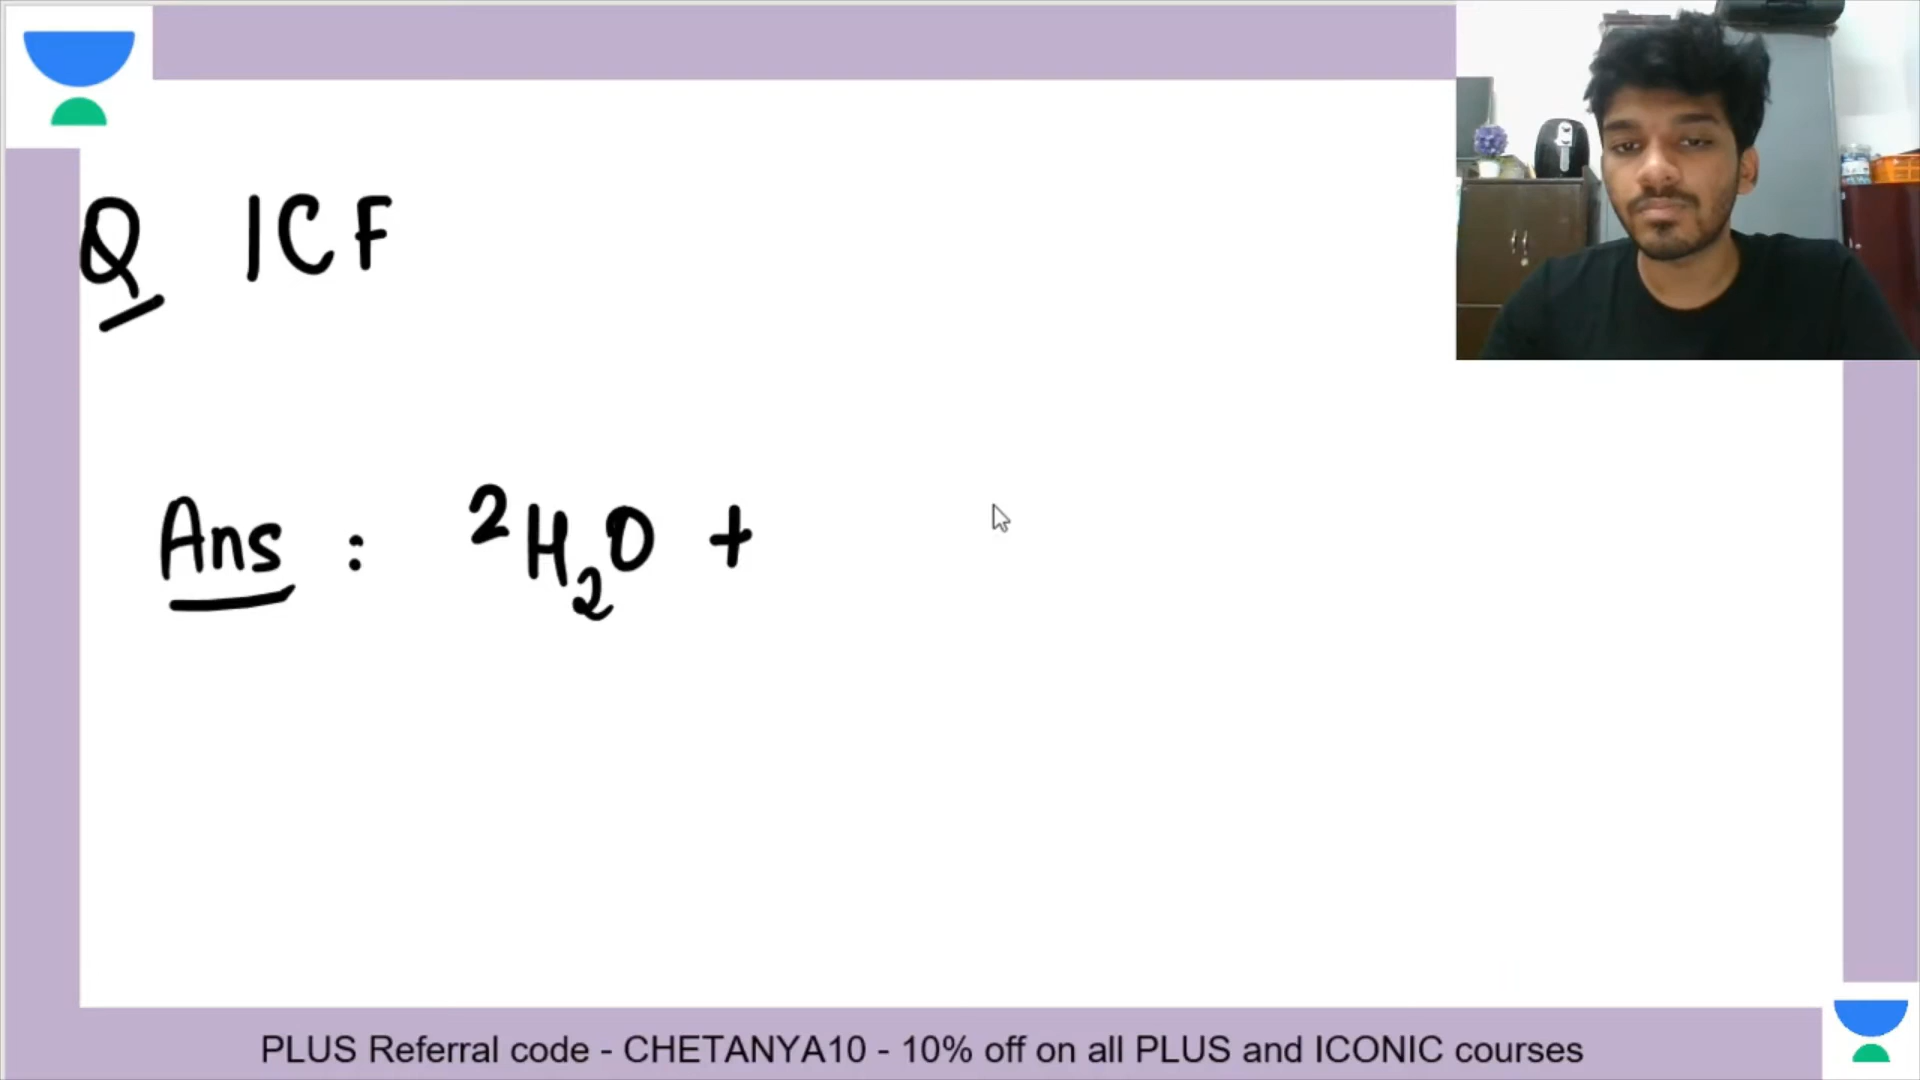 Q ICF
Ans : ²H₂O +
PLUS Referral code - CHETANYA10 - 10% off on all PLUS and ICONIC courses